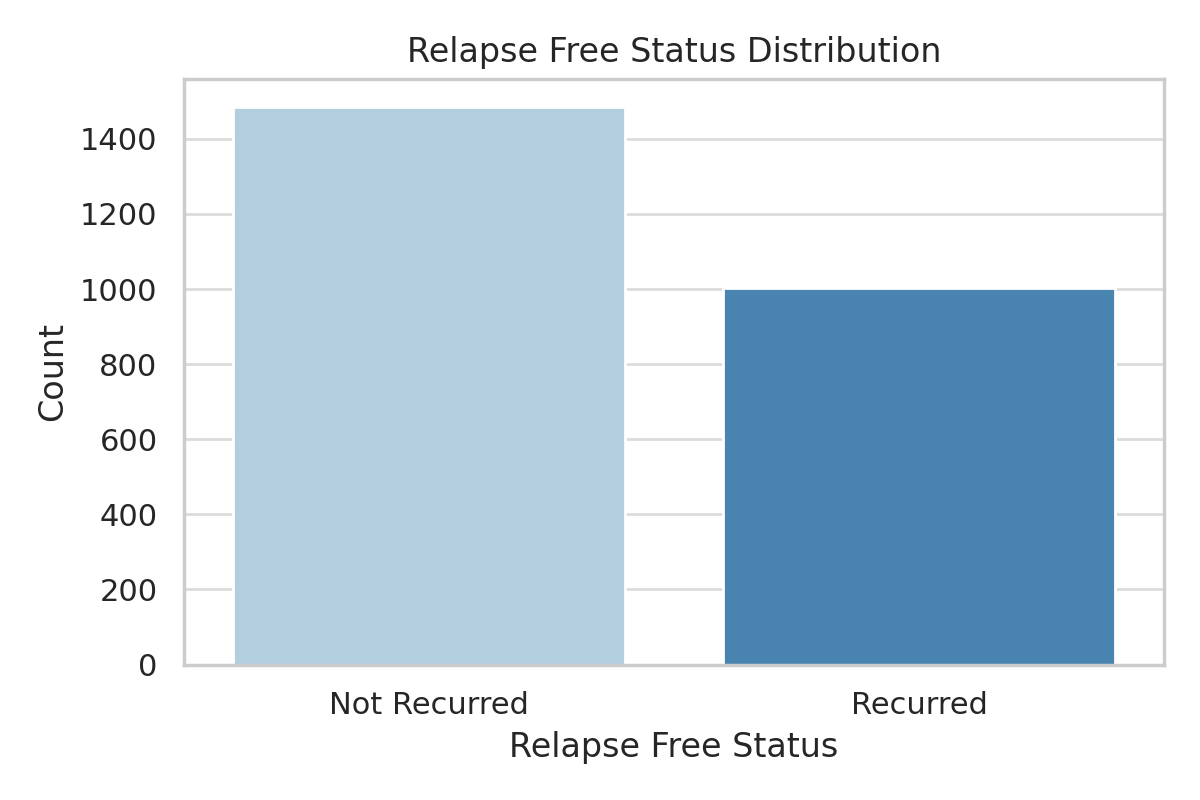 Relapse Free Status Distribution
1400
1200
1000
800
600
400
200
0
Count
Not Recurred
Recurred
Relapse Free Status